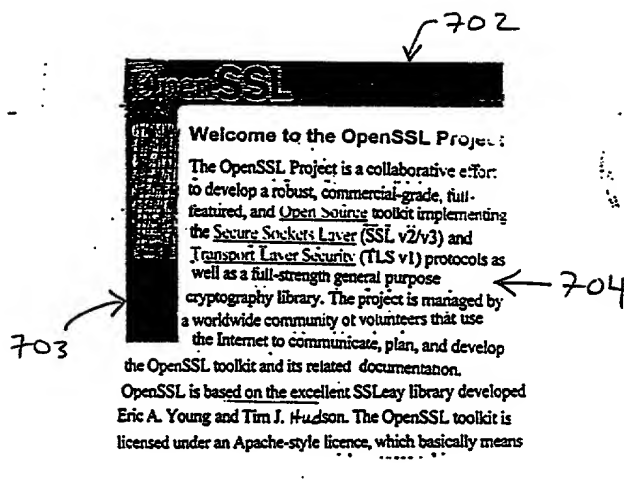 702
OpenSSL
Welcome to the OpenSSL Project
The OpenSSL Project is a collaborative effort
to develop a robust, commercial-grade, full-
featured, and Open Source toolkit implementing
the Secure Sockets Layer (SSL v2/v3) and
Transport Layer Security (TLS v1) protocols as
well as a full-strength general purpose
704
cryptography library. The project is managed by
a worldwide community of volunteers that use
703
the Internet to communicate, plan, and develop
the OpenSSL toolkit and its related documentation.
OpenSSL is based on the excellent SSLeay library developed
Eric A. Young and Tim J. Hudson. The OpenSSL toolkit is
licensed under an Apache-style licence, which basically means